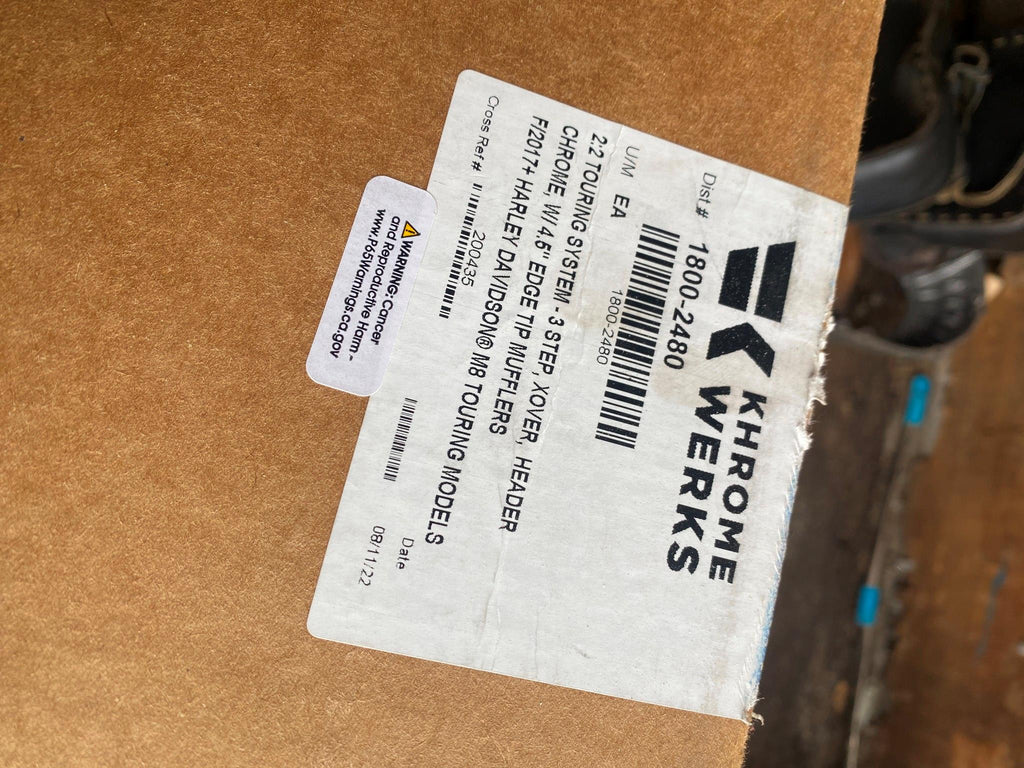 KHROME
WERKS
Dist.# 1800-2480
1800-2480
U/M EA
2:2 TOURING SYSTEM - 3 STEP, XOVER, HEADER
CHROME, W/ 4.5" EDGE TIP MUFFLERS
F/2017+ HARLEY DAVIDSON® M8 TOURING MODELS
Cross Ref # 200435
Date
08/11/22
WARNING: Cancer
and Reproductive Harm -
www.P65Warnings.ca.gov